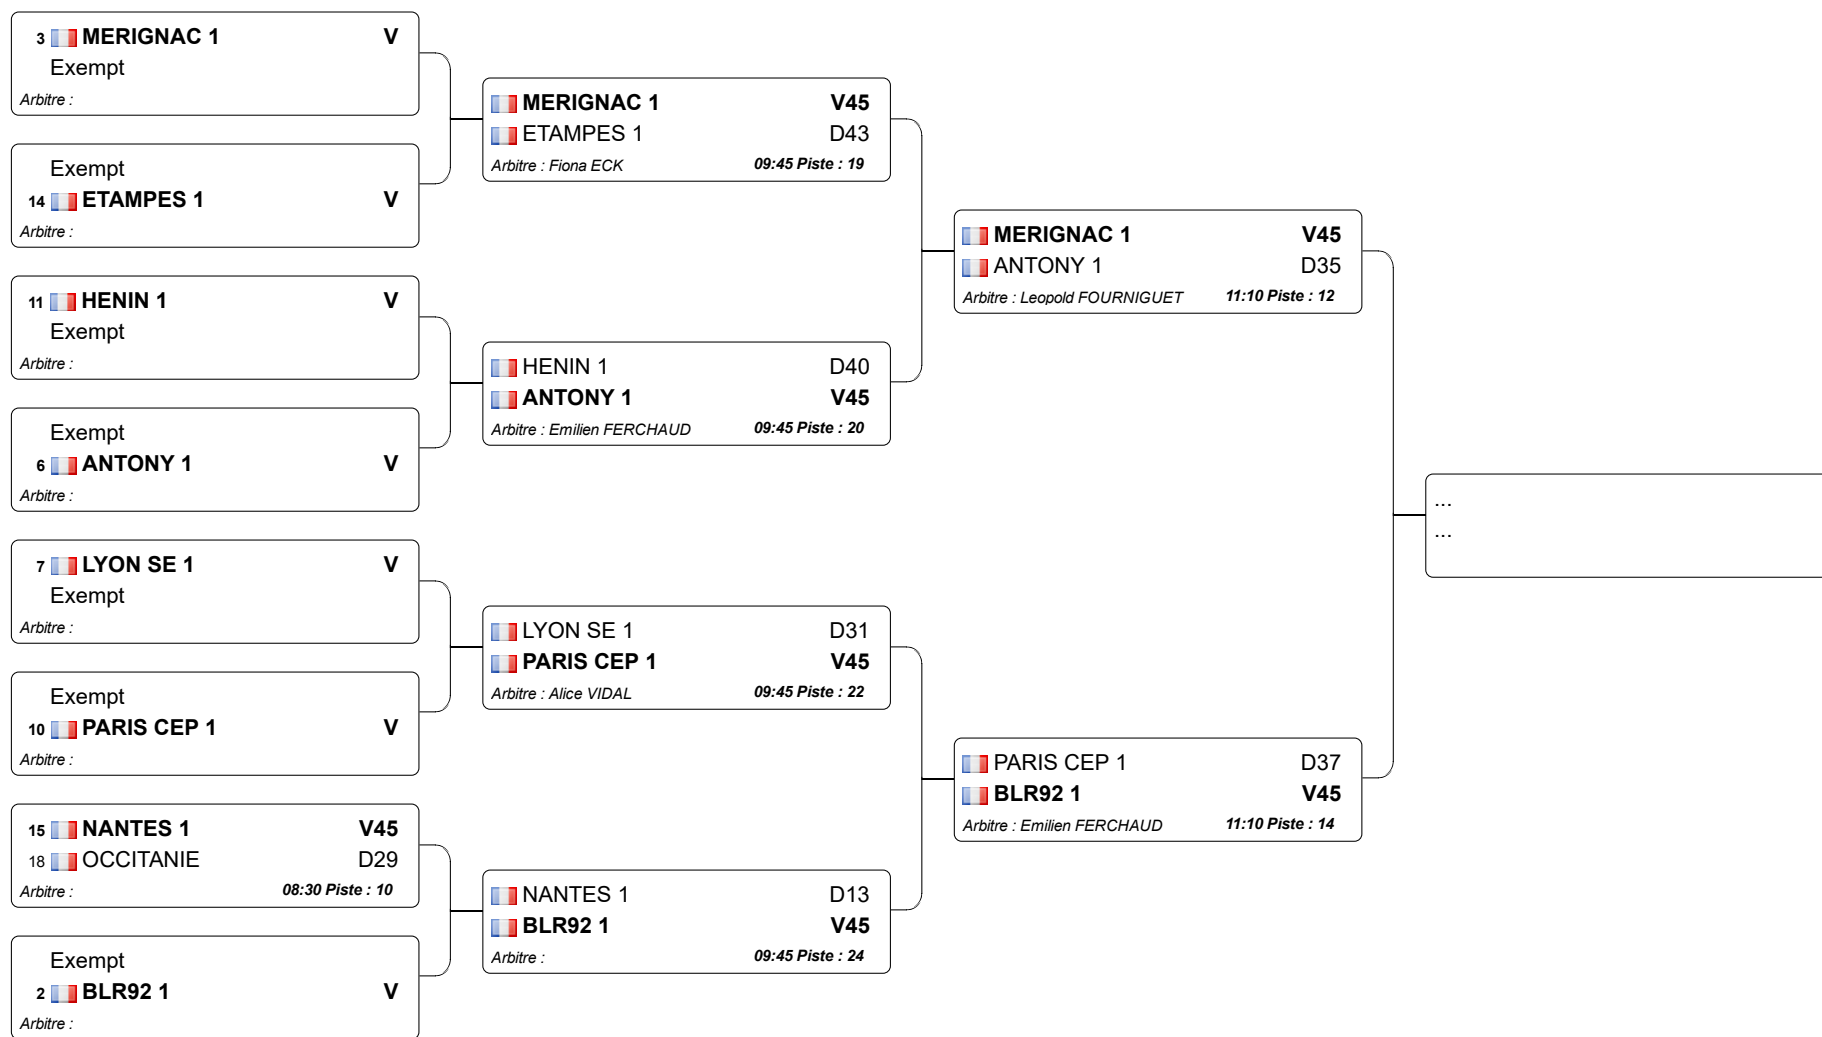 3 MERIGNAC 1 V
Exempt
Arbitre :
Exempt
14 ETAMPES 1 V
Arbitre :
11 HENIN 1 V
Exempt
Arbitre :
Exempt
6 ANTONY 1 V
Arbitre :
7 LYON SE 1 V
Exempt
Arbitre :
Exempt
10 PARIS CEP 1 V
Arbitre :
15 NANTES 1 V45
18 OCCITANIE D29
Arbitre : 08:30 Piste : 10
Exempt
2 BLR92 1 V
Arbitre :
MERIGNAC 1 V45
ETAMPES 1 D43
Arbitre : Fiona ECK 09:45 Piste : 19
HENIN 1 D40
ANTONY 1 V45
Arbitre : Emilien FERCHAUD 09:45 Piste : 20
LYON SE 1 D31
PARIS CEP 1 V45
Arbitre : Alice VIDAL 09:45 Piste : 22
NANTES 1 D13
BLR92 1 V45
Arbitre : 09:45 Piste : 24
MERIGNAC 1 V45
ANTONY 1 D35
Arbitre : Leopold FOURNIGUET 11:10 Piste : 12
PARIS CEP 1 D37
BLR92 1 V45
Arbitre : Emilien FERCHAUD 11:10 Piste : 14
...
...